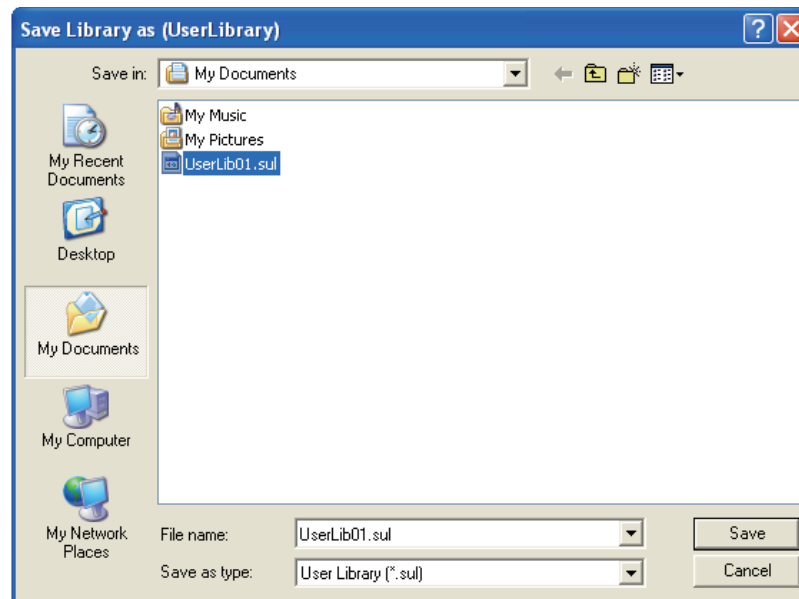 Save Library as (UserLibrary)
Save in:
My Documents
My Recent
Documents
Desktop
My Documents
My Computer
My Network
Places
My Music
My Pictures
UserLib01.sul
File name:
UserLib01.sul
Save
Save as type:
User Library (*.sul)
Cancel